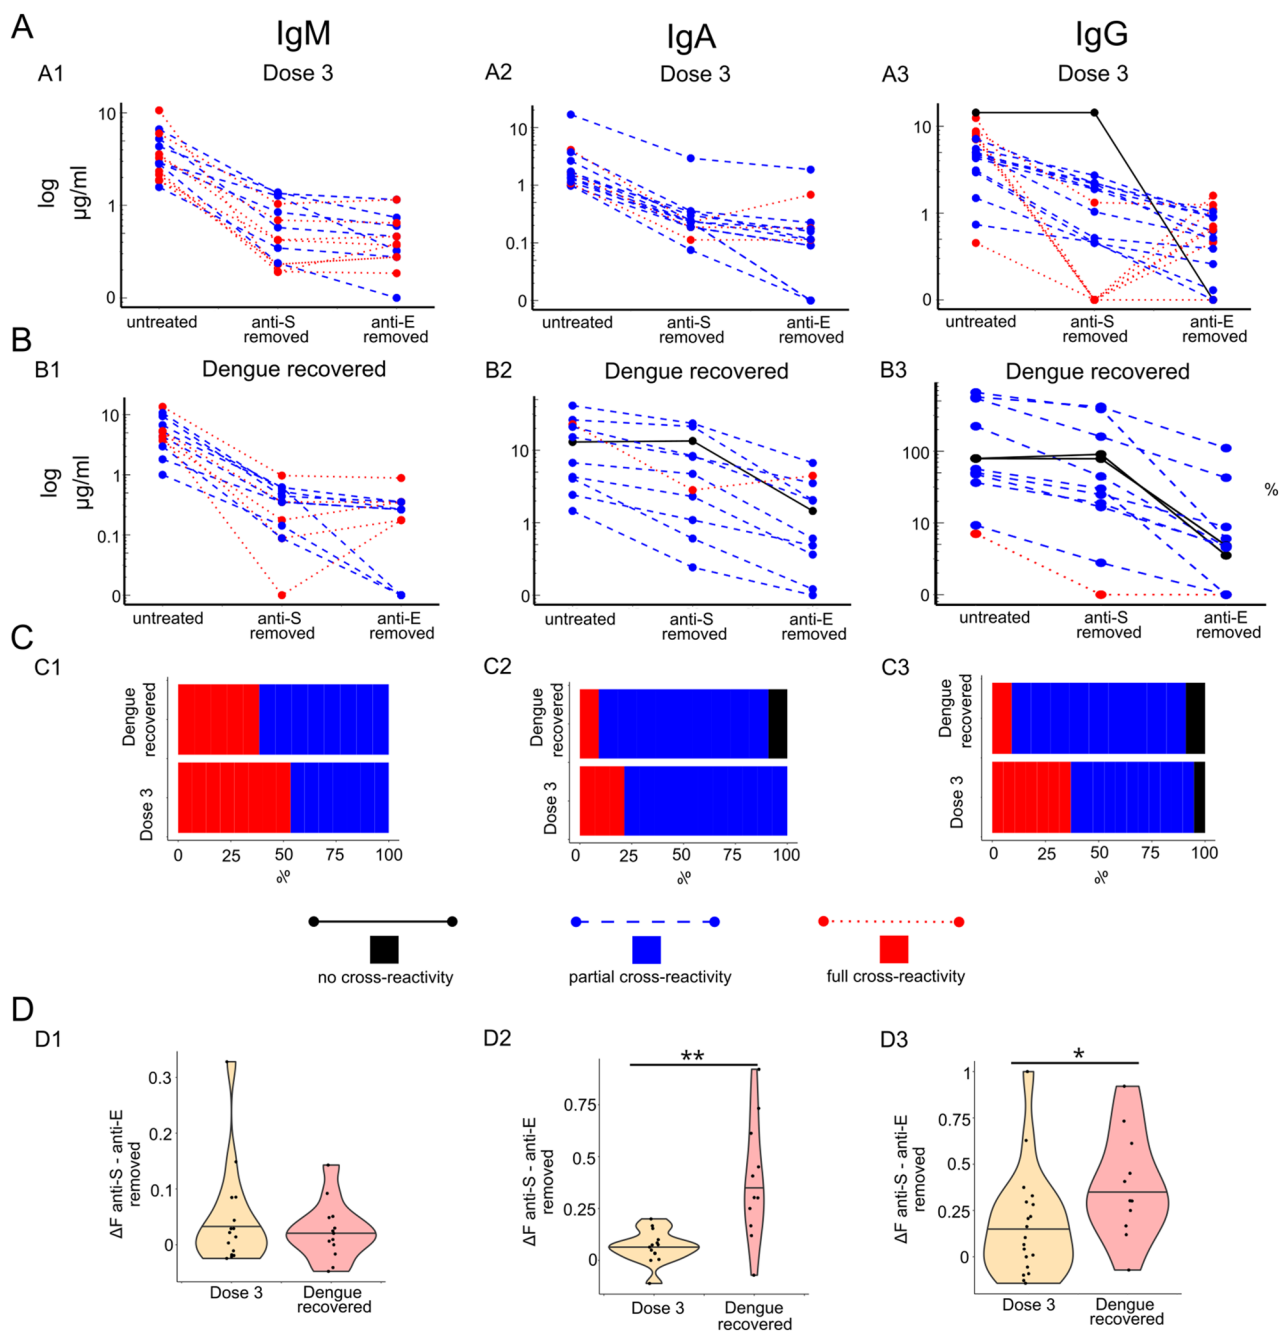 A
IgM
IgA
IgG
A1
Dose 3
A2
Dose 3
A3
Dose 3
log
µg/ml
10
1
0
10
1
0.1
0
10
1
0
untreated
anti-S
removed
anti-E
removed
untreated
anti-S
removed
anti-E
removed
untreated
anti-S
removed
anti-E
removed
B
B1
Dengue recovered
B2
Dengue recovered
B3
Dengue recovered
log
µg/ml
10
1
0.1
0
10
1
0
100
10
0
%
untreated
anti-S
removed
anti-E
removed
untreated
anti-S
removed
anti-E
removed
untreated
anti-S
removed
anti-E
removed
C
C1
C2
C3
Dengue
recovered
Dose 3
0
25
50
75
100
%
Dengue
recovered
Dose 3
0
25
50
75
100
%
Dengue
recovered
Dose 3
0
25
50
75
100
%
no cross-reactivity
partial cross-reactivity
full cross-reactivity
D
D1
D2
D3
ΔF anti-S - anti-E
removed
0.3
0.2
0.1
0
Dose 3
Dengue
recovered
ΔF anti-S - anti-E
removed
**
0.75
0.5
0.25
0
Dose 3
Dengue
recovered
ΔF anti-S - anti-E
removed
*
1
0.75
0.5
0.25
0
Dose 3
Dengue
recovered